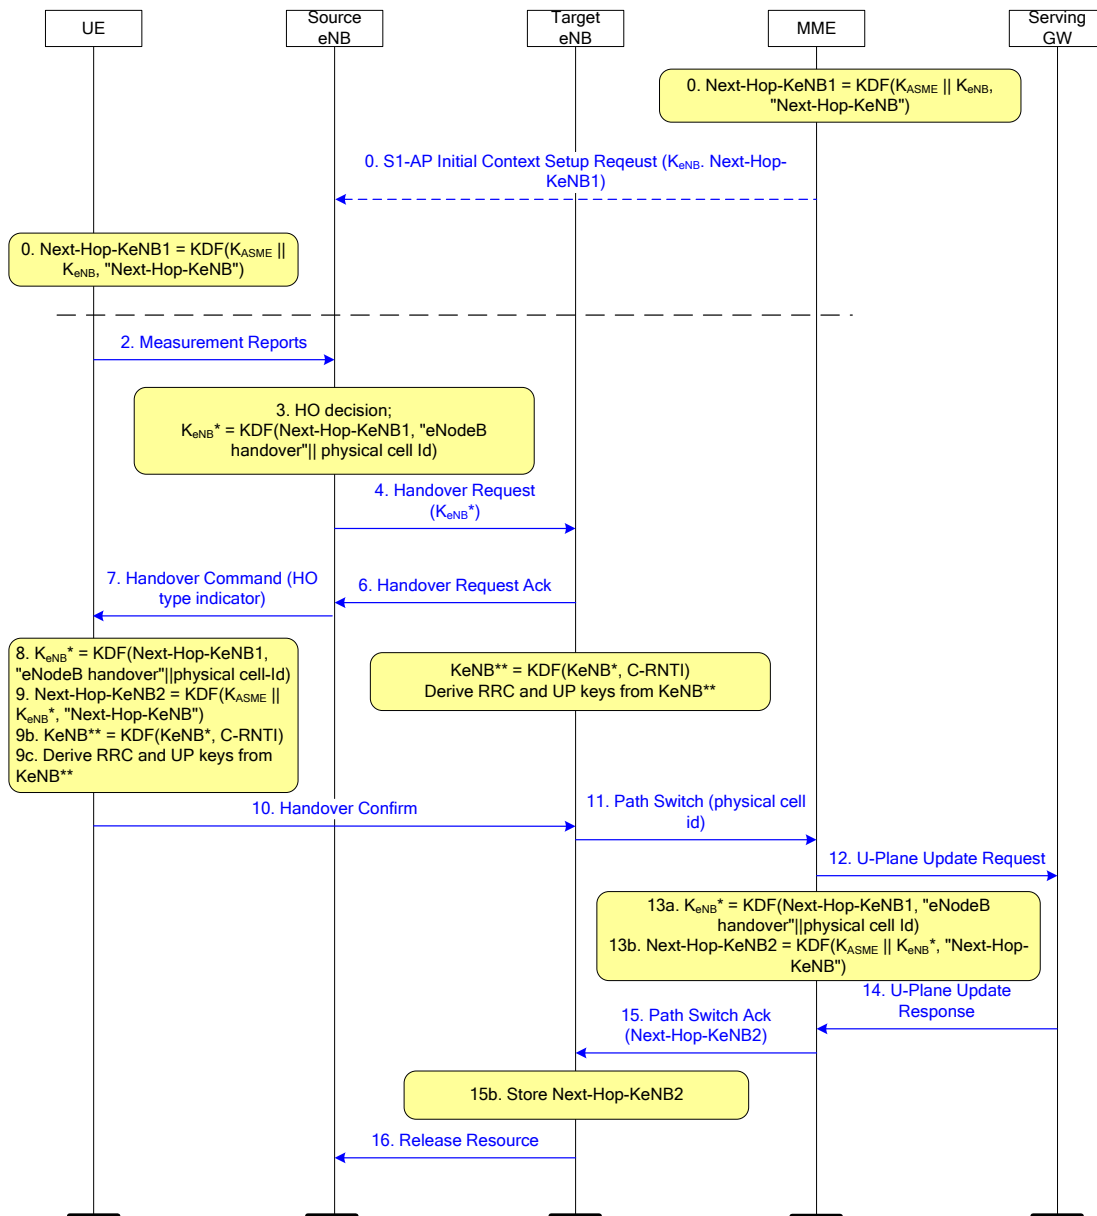 UE
Source
eNB
Target
eNB
MME
Serving
GW
0. Next-Hop-KeNB1 = KDF(KASME || KeNB,
"Next-Hop-KeNB")
0. S1-AP Initial Context Setup Reqeust (KeNB. Next-Hop-
KeNB1)
0. Next-Hop-KeNB1 = KDF(KASME ||
KeNB, "Next-Hop-KeNB")
2. Measurement Reports
3. HO decision;
KeNB* = KDF(Next-Hop-KeNB1, "eNodeB
handover"|| physical cell Id)
4. Handover Request
(KeNB*)
7. Handover Command (HO
type indicator)
6. Handover Request Ack
8. KeNB* = KDF(Next-Hop-KeNB1,
"eNodeB handover"||physical cell-Id)
9. Next-Hop-KeNB2 = KDF(KASME ||
KeNB*, "Next-Hop-KeNB")
9b. KeNB** = KDF(KeNB*, C-RNTI)
9c. Derive RRC and UP keys from
KeNB**
KeNB** = KDF(KeNB*, C-RNTI)
Derive RRC and UP keys from KeNB**
10. Handover Confirm
11. Path Switch (physical cell
id)
12. U-Plane Update Request
13a. KeNB* = KDF(Next-Hop-KeNB1, "eNodeB
handover"||physical cell Id)
13b. Next-Hop-KeNB2 = KDF(KASME || KeNB*, "Next-Hop-
KeNB")
14. U-Plane Update
Response
15. Path Switch Ack
(Next-Hop-KeNB2)
15b. Store Next-Hop-KeNB2
16. Release Resource